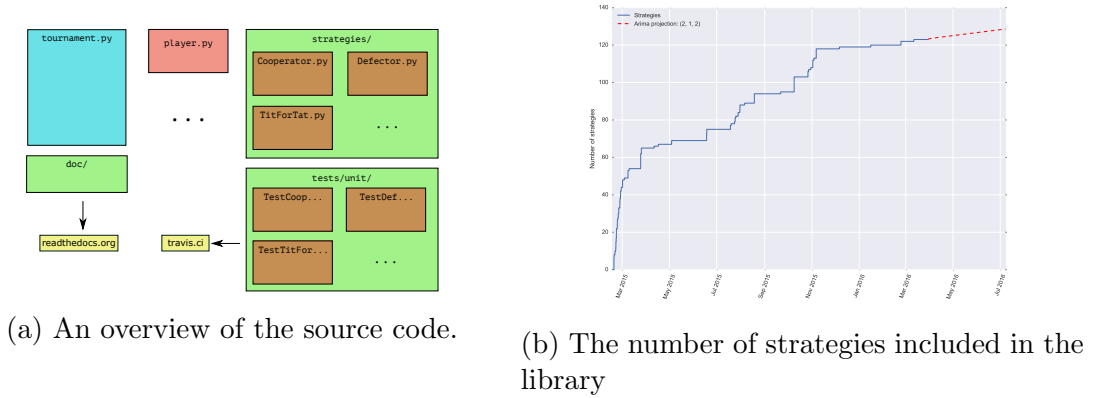 tournament.py
player.py
strategies/
Cooperator.py
Defector.py
TitForTat.py
...
...
doc/
tests/unit/
TestCoop...
TestDef...
readthedocs.org
travis.ci
TestTitFor...
...
(a) An overview of the source code.
140
120
100
80
60
40
20
0
Number of strategies
Strategies
Arima projection: (2, 1, 2)
Mar 2015
May 2015
Jul 2015
Sep 2015
Nov 2015
Jan 2016
Mar 2016
May 2016
Jul 2016
(b) The number of strategies included in the
library